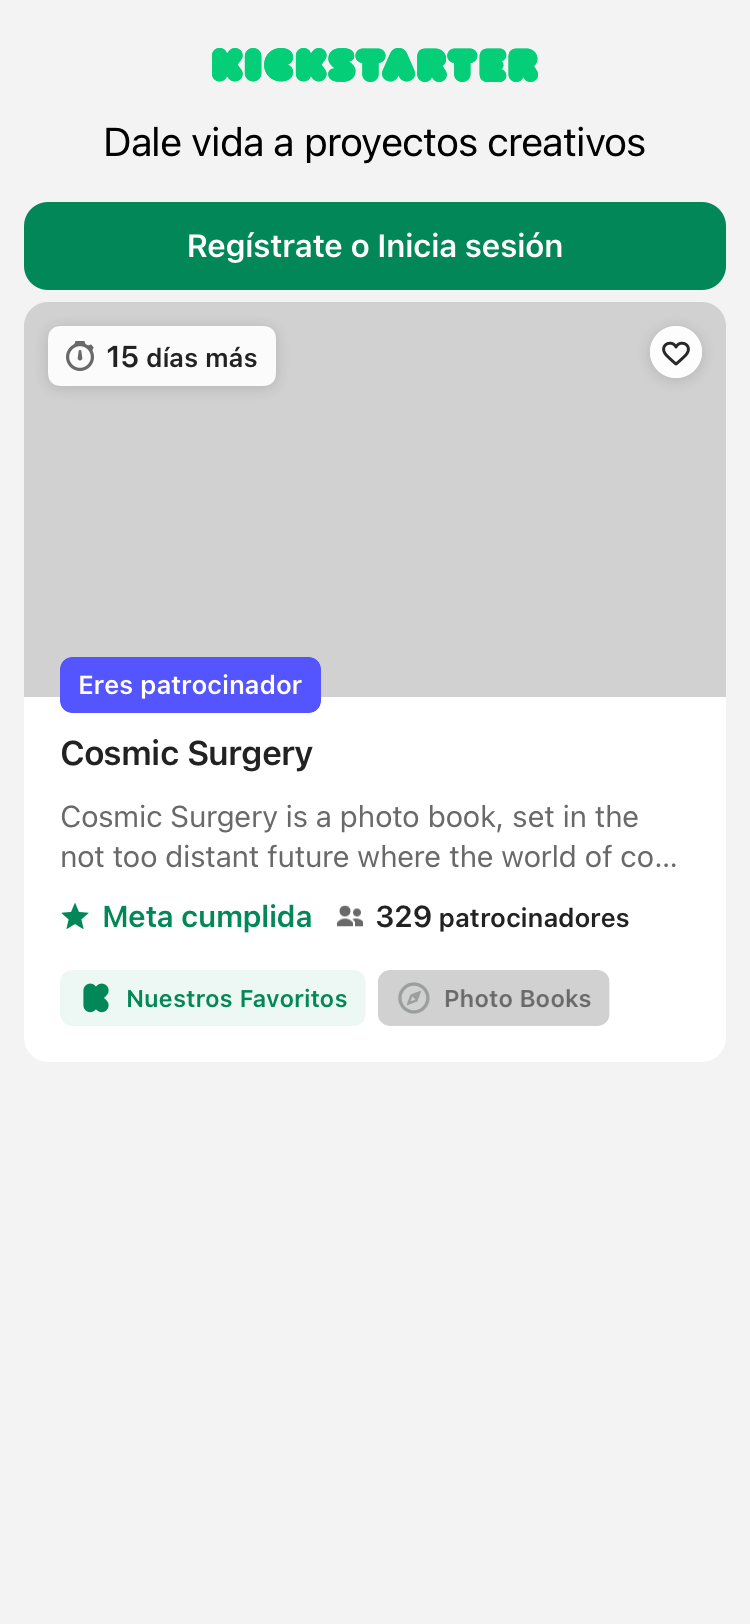 KICKSTARTER
Dale vida a proyectos creativos
Regístrate o Inicia sesión
15 días más
Eres patrocinador
Cosmic Surgery
Cosmic Surgery is a photo book, set in the
not too distant future where the world of co...
Meta cumplida 329 patrocinadores
Nuestros Favoritos Photo Books